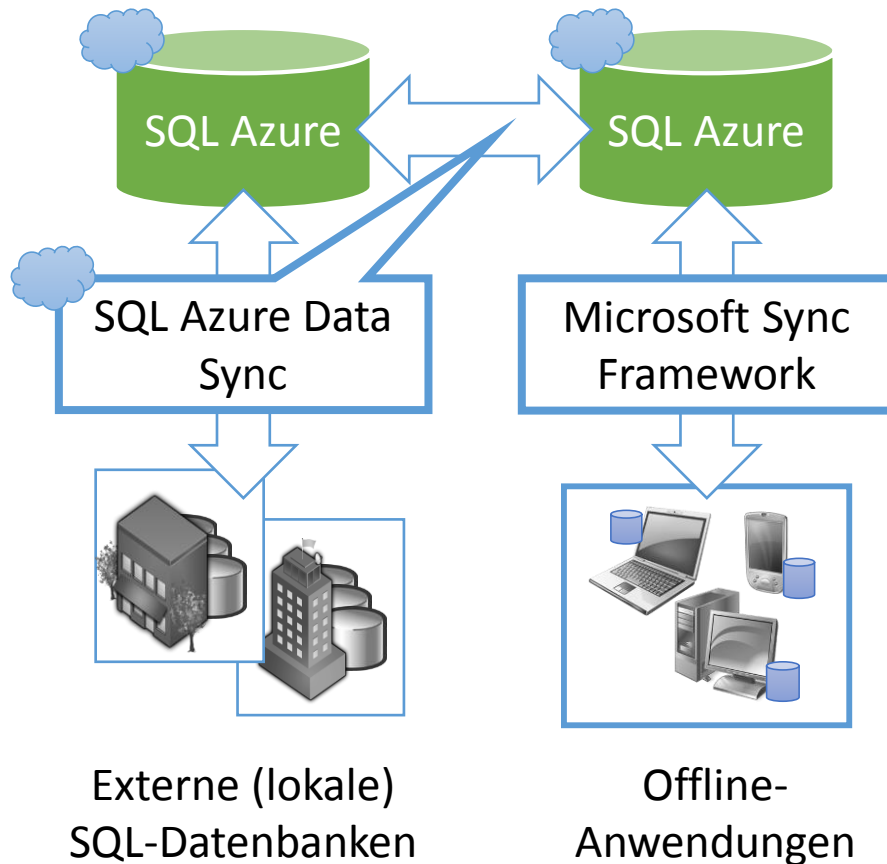 SQL Azure
SQL Azure
SQL Azure Data
Sync
Microsoft Sync
Framework
Externe (lokale)
SQL-Datenbanken
Offline-
Anwendungen